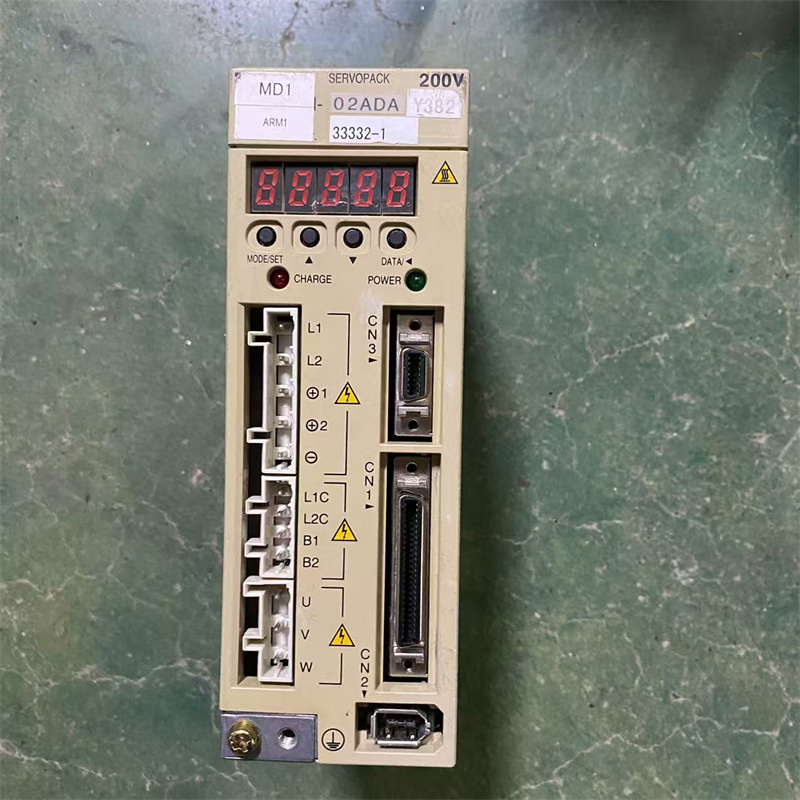 SERVOPACK 200V
MD1
ARM1
- 02ADA Y382
33332-1
88888
MODE/SET ▲ ▼ DATA/◀
CHARGE POWER
L1
L2
⊕1
⊕2
⊖
CN3
L1C
L2C
B1
B2
CN1
U
V
W
CN2